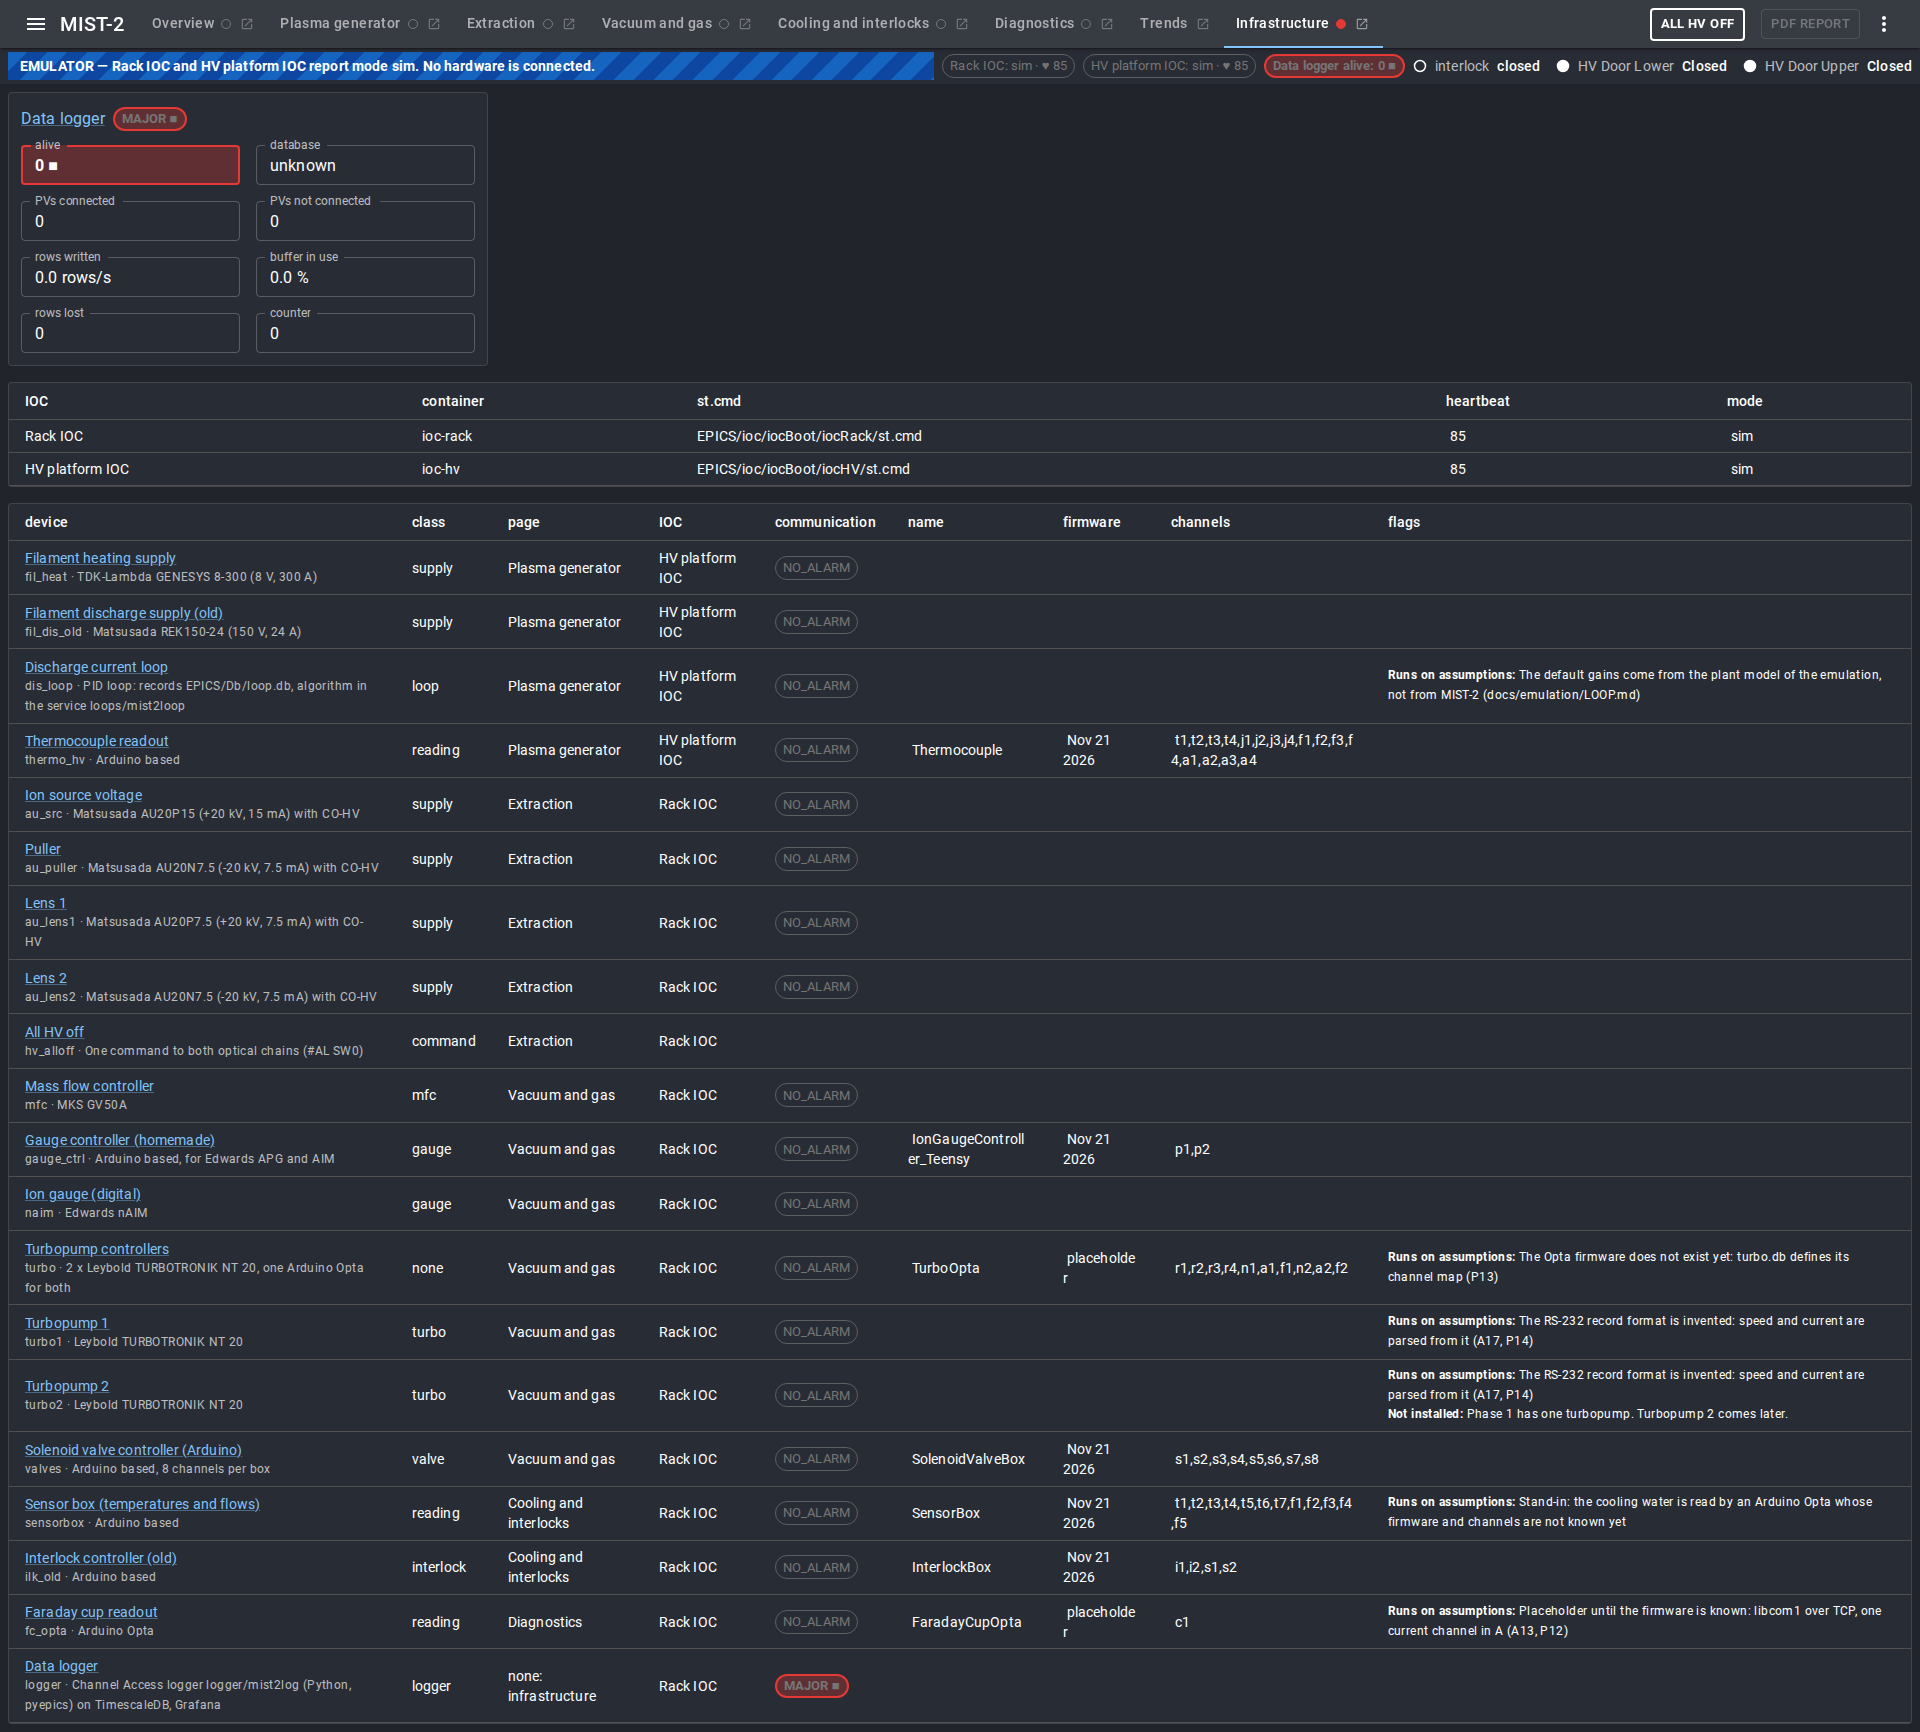 MIST-2 Overview Plasma generator Extraction Vacuum and gas Cooling and interlocks Diagnostics Trends Infrastructure ALL HV OFF PDF REPORT
EMULATOR — Rack IOC and HV platform IOC report mode sim. No hardware is connected. Rack IOC: sim · ♥ 85 HV platform IOC: sim · ♥ 85 Data logger alive: 0 ■ interlock closed HV Door Lower Closed HV Door Upper Closed
Data logger MAJOR ■
alive database
0 ■ unknown
PVs connected PVs not connected
0 0
rows written buffer in use
0.0 rows/s 0.0 %
rows lost counter
0 0
IOC container st.cmd heartbeat mode
Rack IOC ioc-rack EPICS/ioc/iocBoot/iocRack/st.cmd 85 sim
HV platform IOC ioc-hv EPICS/ioc/iocBoot/iocHV/st.cmd 85 sim
device class page IOC communication name firmware channels flags
Filament heating supply
fil_heat · TDK-Lambda GENESYS 8-300 (8 V, 300 A)
supply Plasma generator
HV platform
IOC
NO_ALARM
Filament discharge supply (old)
fil_dis_old · Matsusada REK150-24 (150 V, 24 A)
supply Plasma generator
HV platform
IOC
NO_ALARM
Discharge current loop
dis_loop · PID loop: records EPICS/Db/loop.db, algorithm in
the service loops/mist2loop
loop Plasma generator
HV platform
IOC
NO_ALARM
Runs on assumptions: The default gains come from the plant model of the emulation,
not from MIST-2 (docs/emulation/LOOP.md)
Thermocouple readout
thermo_hv · Arduino based
reading Plasma generator
HV platform
IOC
NO_ALARM Thermocouple
Nov 21
2026
t1,t2,t3,t4,j1,j2,j3,j4,f1,f2,f3,f
4,a1,a2,a3,a4
Ion source voltage
au_src · Matsusada AU20P15 (+20 kV, 15 mA) with CO-HV
supply Extraction Rack IOC NO_ALARM
Puller
au_puller · Matsusada AU20N7.5 (-20 kV, 7.5 mA) with CO-HV
supply Extraction Rack IOC NO_ALARM
Lens 1
au_lens1 · Matsusada AU20P7.5 (+20 kV, 7.5 mA) with CO-
HV
supply Extraction Rack IOC NO_ALARM
Lens 2
au_lens2 · Matsusada AU20N7.5 (-20 kV, 7.5 mA) with CO-HV
supply Extraction Rack IOC NO_ALARM
All HV off
hv_alloff · One command to both optical chains (#AL SW0)
command Extraction Rack IOC
Mass flow controller
mfc · MKS GV50A
mfc Vacuum and gas Rack IOC NO_ALARM
Gauge controller (homemade)
gauge_ctrl · Arduino based, for Edwards APG and AIM
gauge Vacuum and gas Rack IOC NO_ALARM
IonGaugeControll
er_Teensy
Nov 21
2026
p1,p2
Ion gauge (digital)
naim · Edwards nAIM
gauge Vacuum and gas Rack IOC NO_ALARM
Turbopump controllers
turbo · 2 x Leybold TURBOTRONIK NT 20, one Arduino Opta
for both
none Vacuum and gas Rack IOC NO_ALARM TurboOpta
placeholde
r
r1,r2,r3,r4,n1,a1,f1,n2,a2,f2
Runs on assumptions: The Opta firmware does not exist yet: turbo.db defines its
channel map (P13)
Turbopump 1
turbo1 · Leybold TURBOTRONIK NT 20
turbo Vacuum and gas Rack IOC NO_ALARM
Runs on assumptions: The RS-232 record format is invented: speed and current are
parsed from it (A17, P14)
Turbopump 2
turbo2 · Leybold TURBOTRONIK NT 20
turbo Vacuum and gas Rack IOC NO_ALARM
Runs on assumptions: The RS-232 record format is invented: speed and current are
parsed from it (A17, P14)
Not installed: Phase 1 has one turbopump. Turbopump 2 comes later.
Solenoid valve controller (Arduino)
valves · Arduino based, 8 channels per box
valve Vacuum and gas Rack IOC NO_ALARM SolenoidValveBox
Nov 21
2026
s1,s2,s3,s4,s5,s6,s7,s8
Sensor box (temperatures and flows)
sensorbox · Arduino based
reading
Cooling and
interlocks
Rack IOC NO_ALARM SensorBox
Nov 21
2026
t1,t2,t3,t4,t5,t6,t7,f1,f2,f3,f4
,f5
Runs on assumptions: Stand-in: the cooling water is read by an Arduino Opta whose
firmware and channels are not known yet
Interlock controller (old)
ilk_old · Arduino based
interlock
Cooling and
interlocks
Rack IOC NO_ALARM InterlockBox
Nov 21
2026
i1,i2,s1,s2
Faraday cup readout
fc_opta · Arduino Opta
reading Diagnostics Rack IOC NO_ALARM FaradayCupOpta
placeholde
r
c1
Runs on assumptions: Placeholder until the firmware is known: libcom1 over TCP, one
current channel in A (A13, P12)
Data logger
logger · Channel Access logger logger/mist2log (Python,
pyepics) on TimescaleDB, Grafana
logger
none:
infrastructure
Rack IOC MAJOR ■